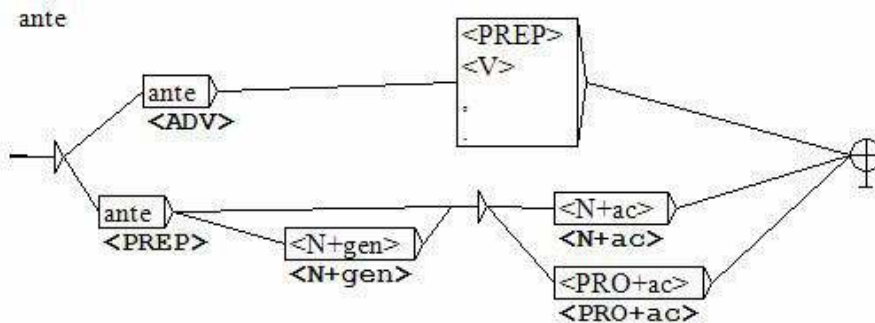 ante
<PREP>
<V>
.
.
ante
<ADV>
ante
<PREP>
<N+gen>
<N+gen>
<N+ac>
<N+ac>
<PRO+ac>
<PRO+ac>